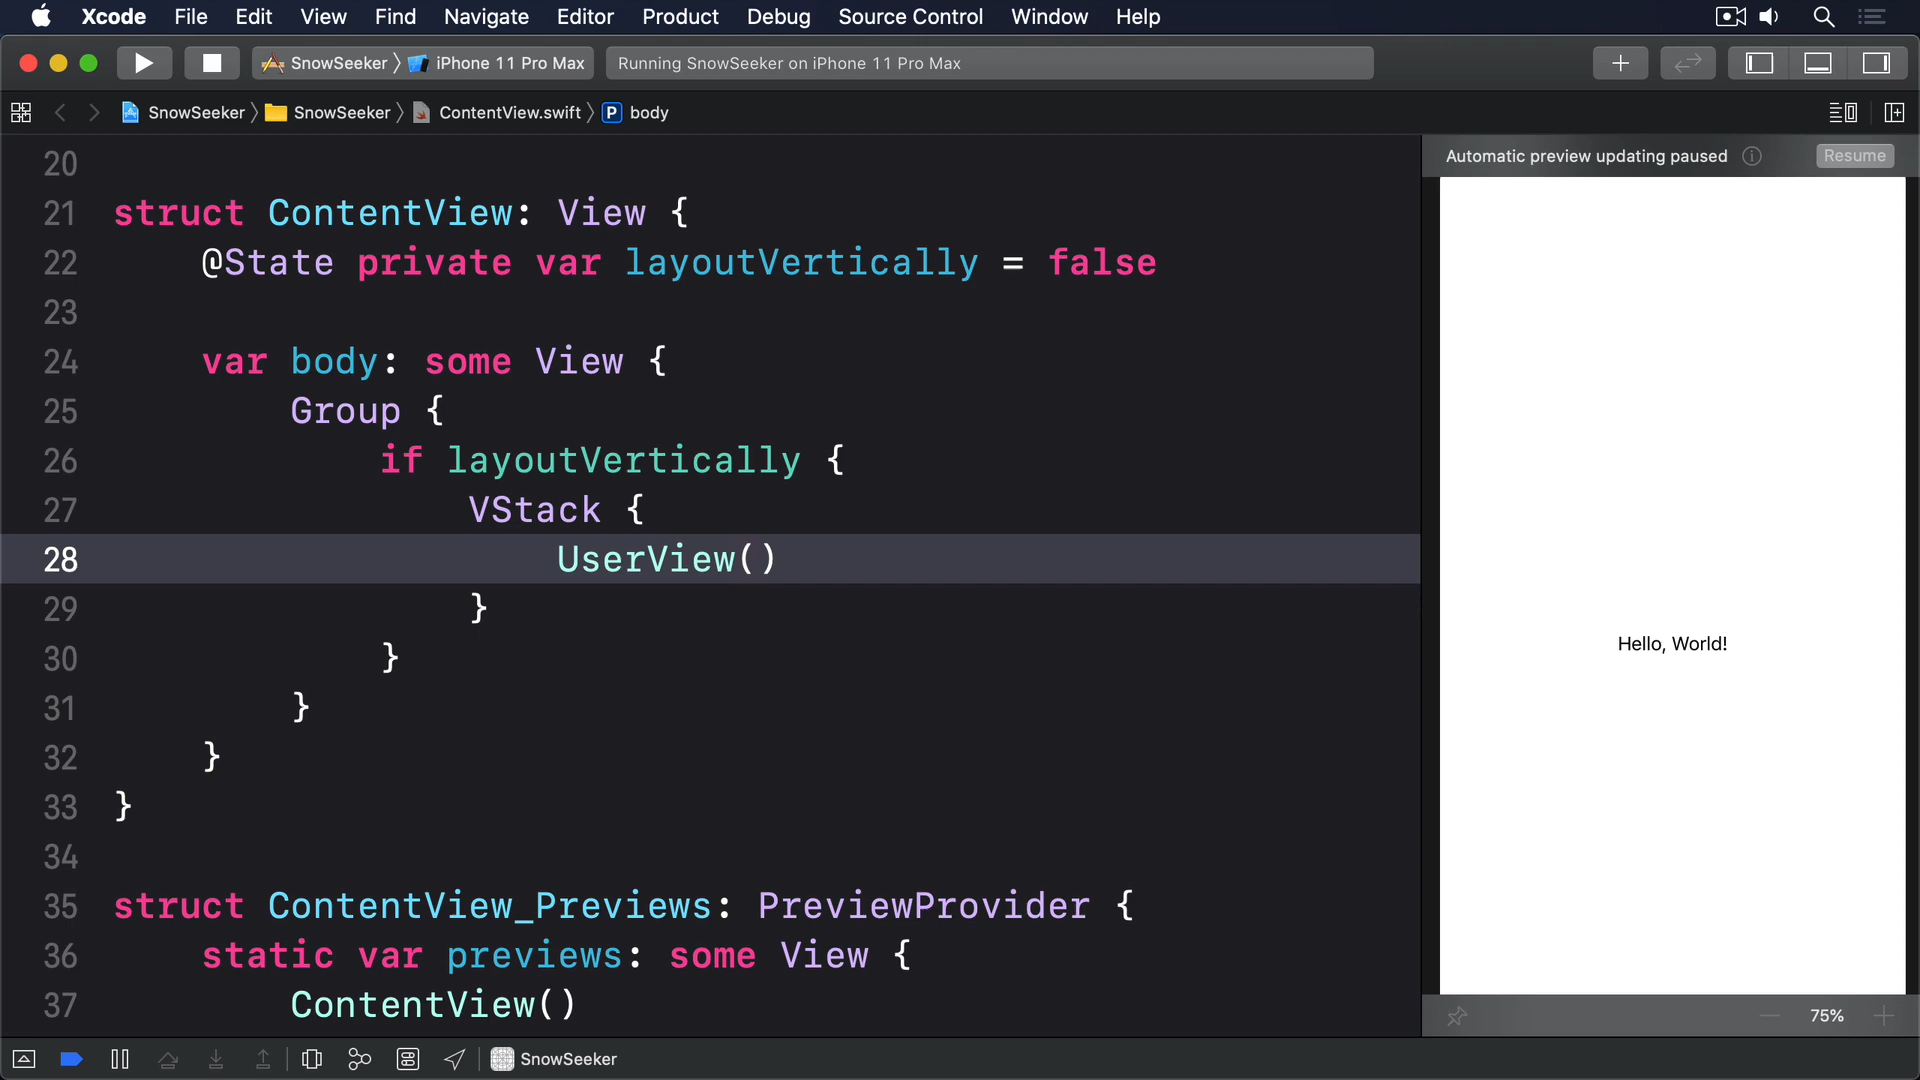 Xcode File Edit View Find Navigate Editor Product Debug Source Control Window Help
SnowSeeker iPhone 11 Pro Max Running SnowSeeker on iPhone 11 Pro Max
SnowSeeker SnowSeeker ContentView.swift P body
Automatic preview updating paused Resume
20
21 struct ContentView: View {
22 @State private var layoutVertically = false
23
24 var body: some View {
25 Group {
26 if layoutVertically {
27 VStack {
28 UserView()
29 }
30 }
31 }
32 }
33 }
34
35 struct ContentView_Previews: PreviewProvider {
36 static var previews: some View {
37 ContentView()
Hello, World!
75%
SnowSeeker